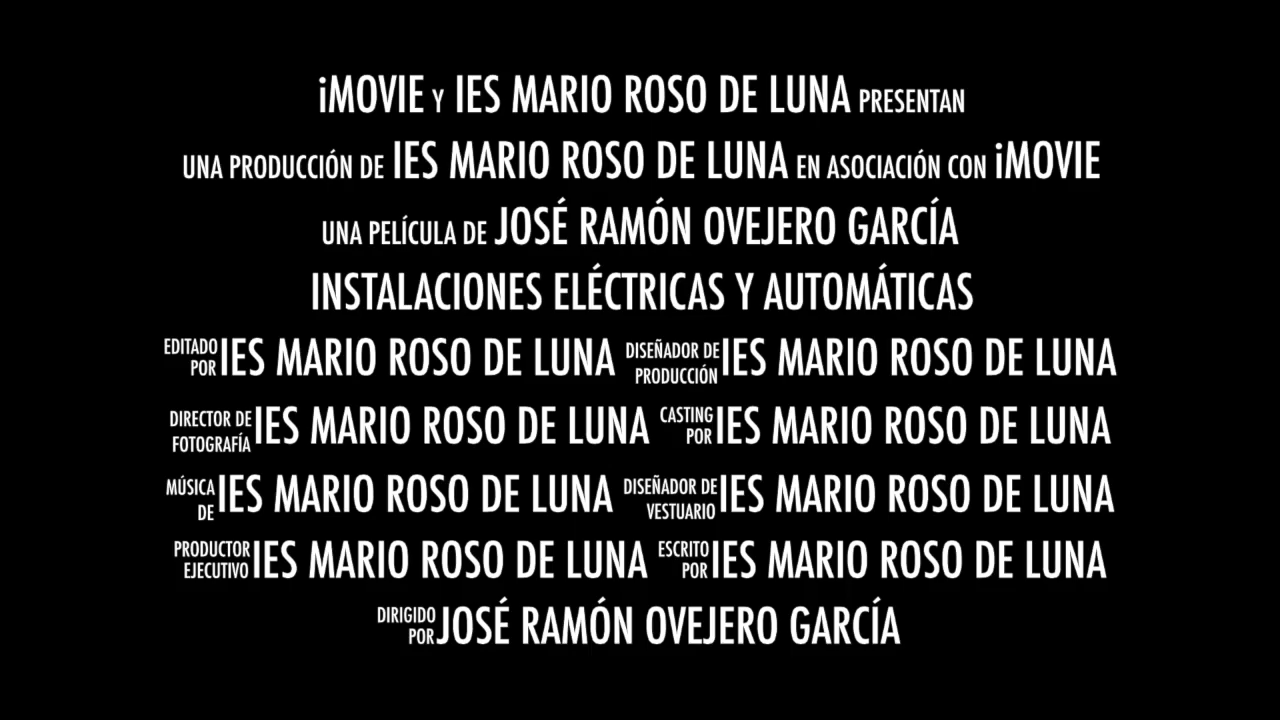 iMOVIE Y IES MARIO ROSO DE LUNA PRESENTAN
UNA PRODUCCIÓN DE IES MARIO ROSO DE LUNA EN ASOCIACIÓN CON iMOVIE
UNA PELÍCULA DE JOSÉ RAMÓN OVEJERO GARCÍA
INSTALACIONES ELÉCTRICAS Y AUTOMÁTICAS
EDITADO POR IES MARIO ROSO DE LUNA DISEÑADOR DE PRODUCCIÓN IES MARIO ROSO DE LUNA
DIRECTOR DE FOTOGRAFÍA IES MARIO ROSO DE LUNA CASTING POR IES MARIO ROSO DE LUNA
MÚSICA DE IES MARIO ROSO DE LUNA DISEÑADOR DE VESTUARIO IES MARIO ROSO DE LUNA
PRODUCTOR EJECUTIVO IES MARIO ROSO DE LUNA ESCRITO POR IES MARIO ROSO DE LUNA
DIRIGIDO POR JOSÉ RAMÓN OVEJERO GARCÍA